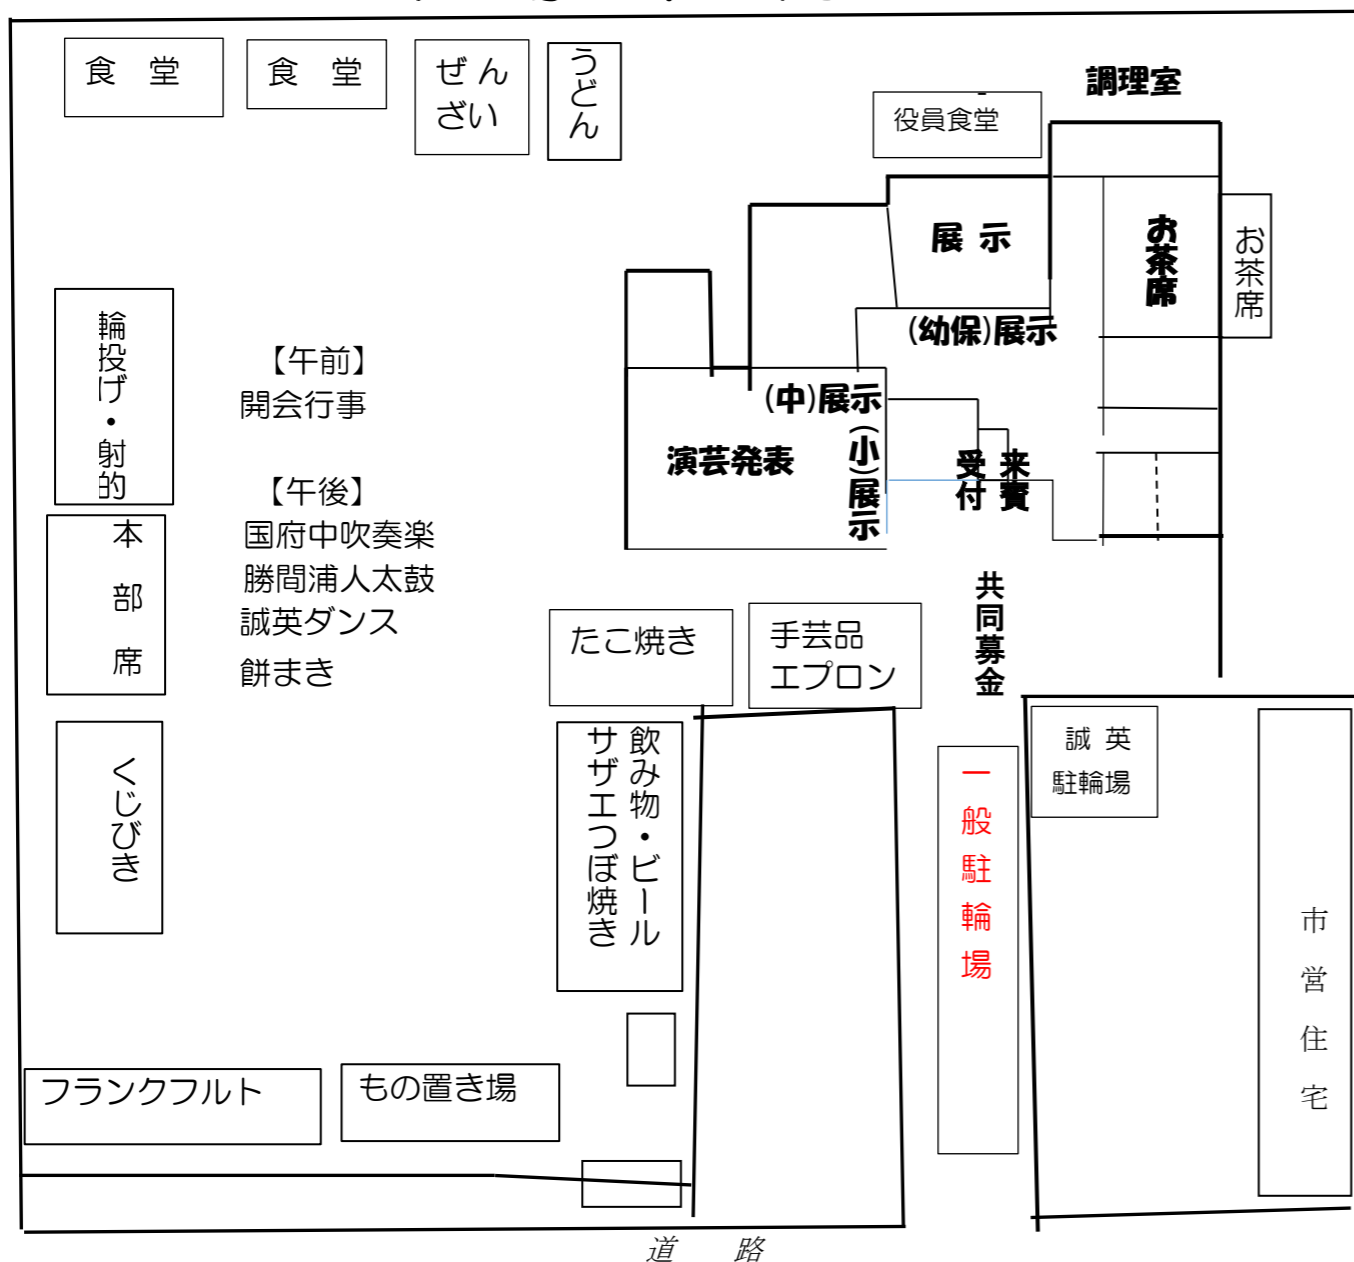 食　堂
食　堂
ぜん
ざい
うどん
調理室
役員食堂
展 示
お茶席
お茶席
(幼保)展示
輪投げ・射的
【午前】
開会行事
(中)展示
(小)展示
演芸発表
受付
来賓
【午後】
国府中吹奏楽
勝間浦人太鼓
誠英ダンス
餅まき
本部席
共同募金
たこ焼き
手芸品
エプロン
くじびき
飲み物・ビール
サザエつぼ焼き
一般駐輪場
誠 英
駐輪場
市営住宅
フランクフルト
もの置き場
道　路